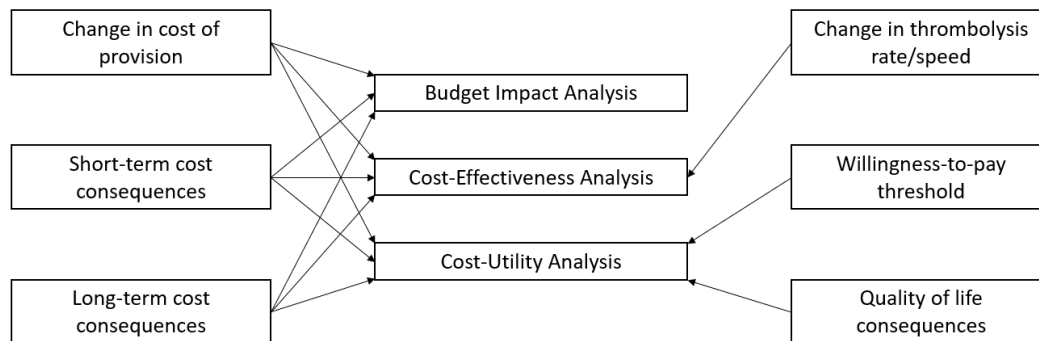 Change in cost of
provision
Short-term cost
consequences
Long-term cost
consequences
Budget Impact Analysis
Cost-Effectiveness Analysis
Cost-Utility Analysis
Change in thrombolysis
rate/speed
Willingness-to-pay
threshold
Quality of life
consequences